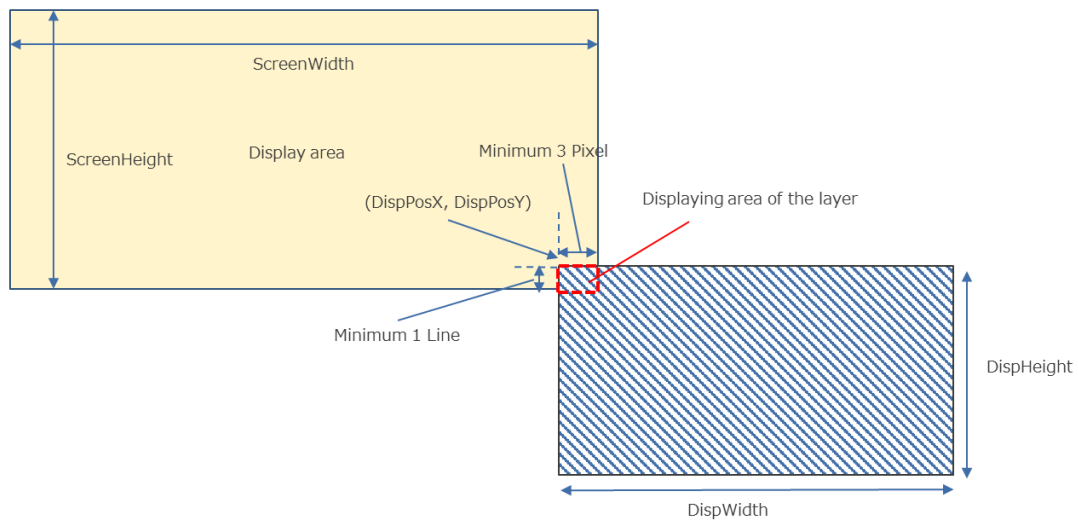 ScreenWidth
ScreenHeight
Display area
Minimum 3 Pixel
(DispPosX, DispPosY)
Displaying area of the layer
Minimum 1 Line
DispHeight
DispWidth